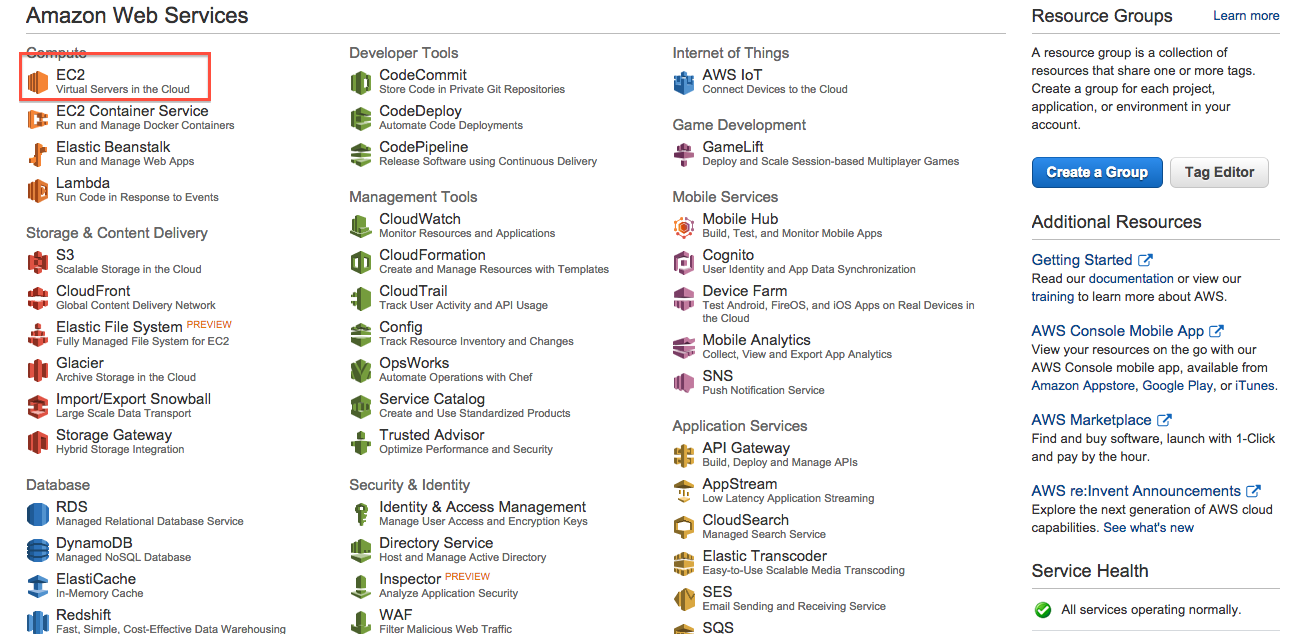 Amazon Web Services
Compute
EC2
Virtual Servers in the Cloud
EC2 Container Service
Run and Manage Docker Containers
Elastic Beanstalk
Run and Manage Web Apps
Lambda
Run Code in Response to Events
Storage & Content Delivery
S3
Scalable Storage in the Cloud
CloudFront
Global Content Delivery Network
Elastic File System PREVIEW
Fully Managed File System for EC2
Glacier
Archive Storage in the Cloud
Import/Export Snowball
Large Scale Data Transport
Storage Gateway
Hybrid Storage Integration
Database
RDS
Managed Relational Database Service
DynamoDB
Managed NoSQL Database
ElastiCache
In-Memory Cache
Redshift
Fast, Simple, Cost-Effective Data Warehousing
Developer Tools
CodeCommit
Store Code in Private Git Repositories
CodeDeploy
Automate Code Deployments
CodePipeline
Release Software using Continuous Delivery
Management Tools
CloudWatch
Monitor Resources and Applications
CloudFormation
Create and Manage Resources with Templates
CloudTrail
Track User Activity and API Usage
Config
Track Resource Inventory and Changes
OpsWorks
Automate Operations with Chef
Service Catalog
Create and Use Standardized Products
Trusted Advisor
Optimize Performance and Security
Security & Identity
Identity & Access Management
Manage User Access and Encryption Keys
Directory Service
Host and Manage Active Directory
Inspector PREVIEW
Analyze Application Security
WAF
Filter Malicious Web Traffic
Internet of Things
AWS IoT
Connect Devices to the Cloud
Game Development
GameLift
Deploy and Scale Session-based Multiplayer Games
Mobile Services
Mobile Hub
Build, Test, and Monitor Mobile Apps
Cognito
User Identity and App Data Synchronization
Device Farm
Test Android, FireOS, and iOS Apps on Real Devices in
the Cloud
Mobile Analytics
Collect, View and Export App Analytics
SNS
Push Notification Service
Application Services
API Gateway
Build, Deploy and Manage APIs
AppStream
Low Latency Application Streaming
CloudSearch
Managed Search Service
Elastic Transcoder
Easy-to-Use Scalable Media Transcoding
SES
Email Sending and Receiving Service
SQS
Resource Groups Learn more
A resource group is a collection of
resources that share one or more tags.
Create a group for each project,
application, or environment in your
account.
Create a Group Tag Editor
Additional Resources
Getting Started
Read our documentation or view our
training to learn more about AWS.
AWS Console Mobile App
View your resources on the go with our
AWS Console mobile app, available from
Amazon Appstore, Google Play, or iTunes.
AWS Marketplace
Find and buy software, launch with 1-Click
and pay by the hour.
AWS re:Invent Announcements
Explore the next generation of AWS cloud
capabilities. See what's new
Service Health
All services operating normally.